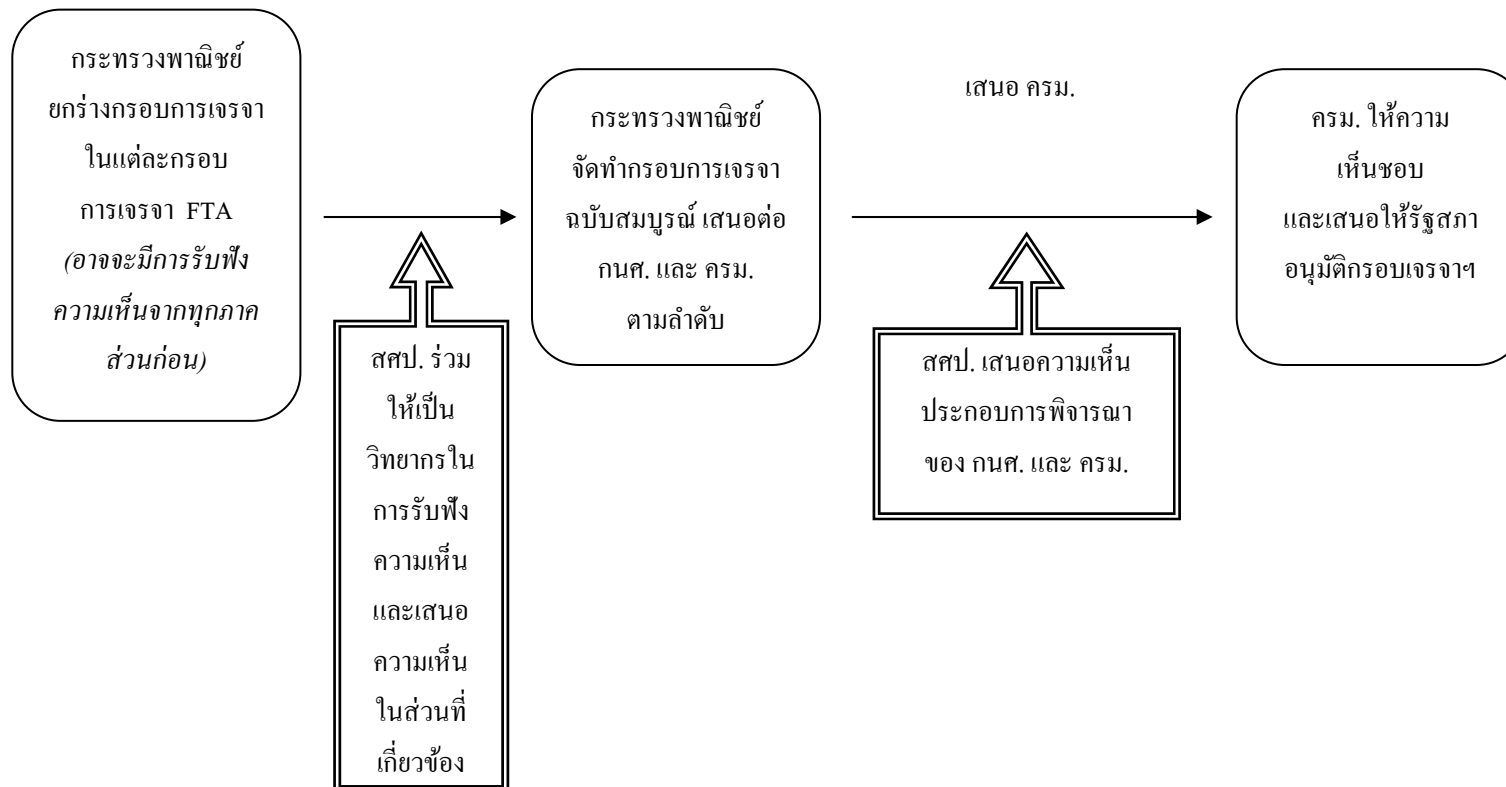 กระทรวงพาณิชย์
ยกร่างกรอบการเจรจา
ในแต่ละกรอบ
การเจรจา FTA
(อาจจะมีการรับฟัง
ความเห็นจากทุกภาค
ส่วนก่อน)
สศป. ร่วม
ให้เป็น
วิทยากรใน
การรับฟัง
ความเห็น
และเสนอ
ความเห็น
ในส่วนที่
เกี่ยวข้อง
กระทรวงพาณิชย์
จัดทำกรอบการเจรจา
ฉบับสมบูรณ์ เสนอต่อ
กนศ. และ ครม.
ตามลำดับ
เสนอ ครม.
สศป. เสนอความเห็น
ประกอบการพิจารณา
ของ กนศ. และ ครม.
ครม. ให้ความ
เห็นชอบ
และเสนอให้รัฐสภา
อนุมัติกรอบเจรจาฯ